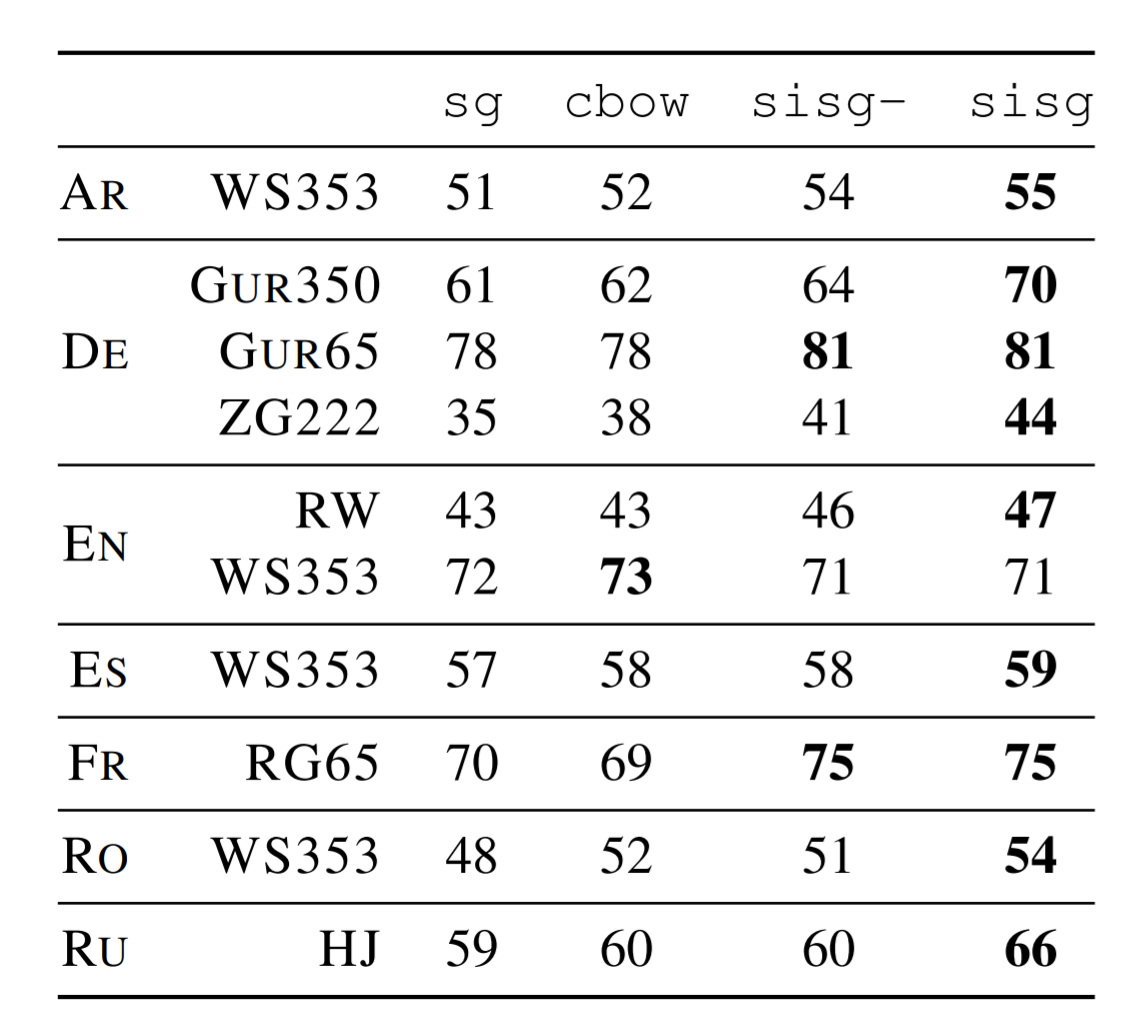 sg cbow sisg- sisg
AR WS353 51 52 54 55
GUR350 61 62 64 70
DE GUR65 78 78 81 81
ZG222 35 38 41 44
EN RW 43 43 46 47
WS353 72 73 71 71
ES WS353 57 58 58 59
FR RG65 70 69 75 75
RO WS353 48 52 51 54
RU HJ 59 60 60 66